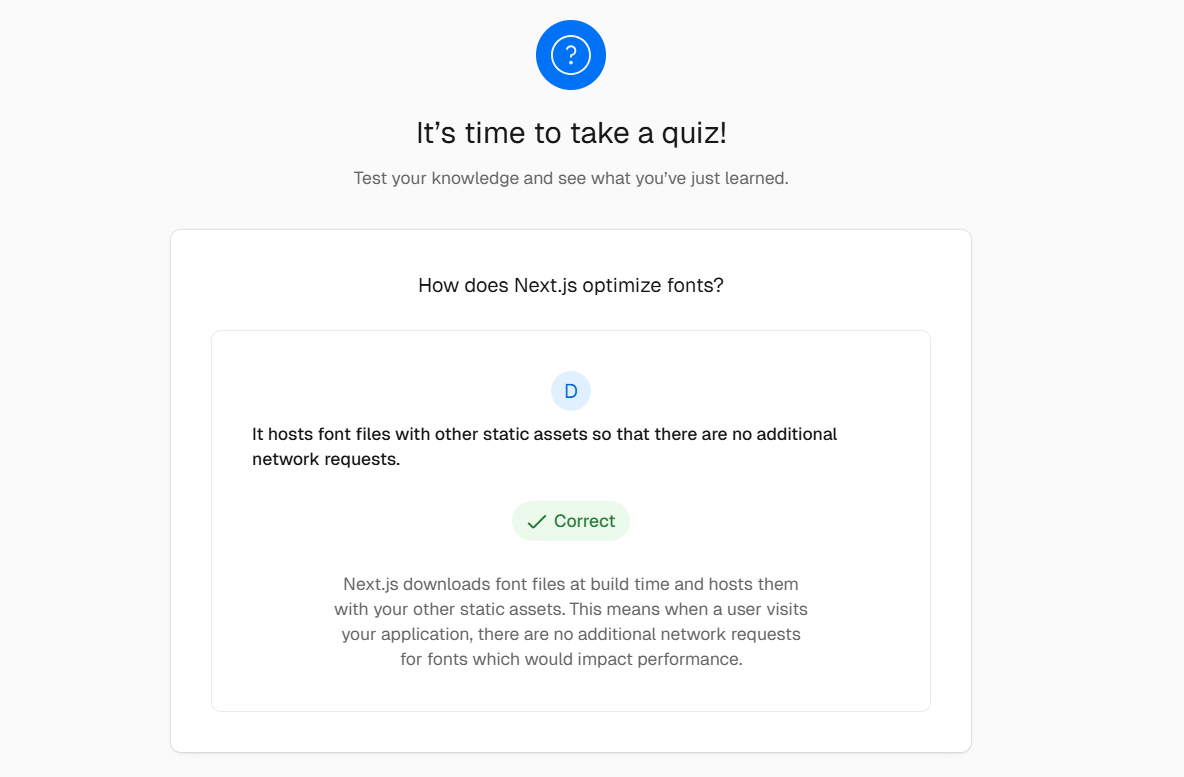 ?
It’s time to take a quiz!
Test your knowledge and see what you’ve just learned.
How does Next.js optimize fonts?
D
It hosts font files with other static assets so that there are no additional
network requests.
Correct
Next.js downloads font files at build time and hosts them
with your other static assets. This means when a user visits
your application, there are no additional network requests
for fonts which would impact performance.